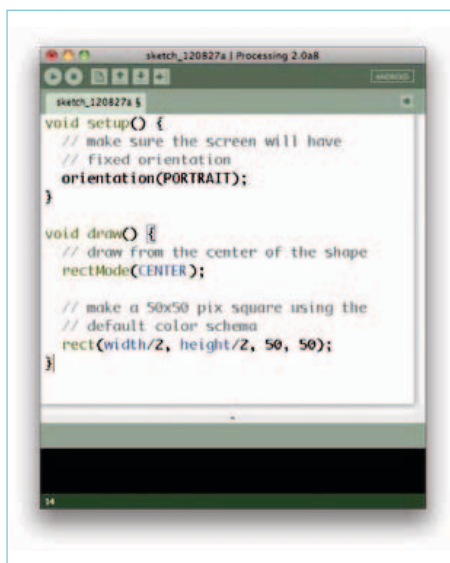 sketch_120827a | Processing 2.0a8
ANDROID
sketch_120827a §
void setup() {
// make sure the screen will have
// fixed orientation
orientation(PORTRAIT);
}
void draw() {
// draw from the center of the shape
rectMode(CENTER);
// make a 50x50 pix square using the
// default color schema
rect(width/2, height/2, 50, 50);
}
14